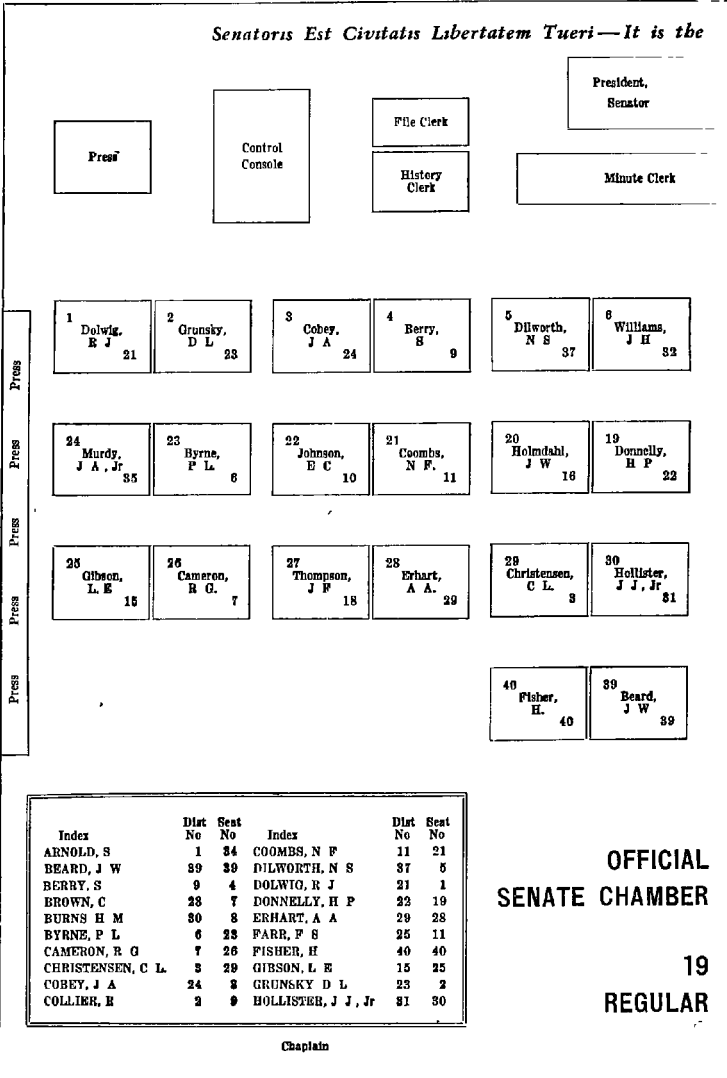 Senatoris Est Civitatis Libertatem Tueri—It is the
President,
Senator
Press
Control
Console
File Clerk
History
Clerk
Minute Clerk
1
Dolwig,
R J
21
2
Grunsky,
D L
23
3
Cobey,
J A
24
4
Berry,
S
9
5
Dilworth,
N S
37
6
Williams,
J H
32
24
Murdy,
J A , Jr
35
23
Byrne,
P L
6
22
Johnson,
E C
10
21
Coombs,
N F.
11
20
Holmdahl,
J W
16
19
Donnelly,
H P
22
25
Gibson,
L. E
15
26
Cameron,
R G.
7
27
Thompson,
J F
18
28
Erhart,
A A.
29
29
Christensen,
C L.
3
30
Hollister,
J J , Jr
31
40
Fisher,
H.
40
39
Beard,
J W
39
Press
Press
Press
Press
Press
Dist Seat Dist Seat
Index No No Index No No
ARNOLD, S 1 34 COOMBS, N F 11 21
BEARD, J W 39 39 DILWORTH, N S 37 5
BERRY, S 9 4 DOLWIG, R J 21 1
BROWN, C 28 7 DONNELLY, H P 22 19
BURNS H M 30 8 ERHART, A A 29 28
BYRNE, P L 6 23 FARR, F S 25 11
CAMERON, R G 7 26 FISHER, H 40 40
CHRISTENSEN, C L. 3 29 GIBSON, L E 15 25
COBEY, J A 24 3 GRUNSKY D L 23 2
COLLIER, R 2 9 HOLLISTER, J J , Jr 31 30
OFFICIAL
SENATE CHAMBER
19
REGULAR
Chaplain